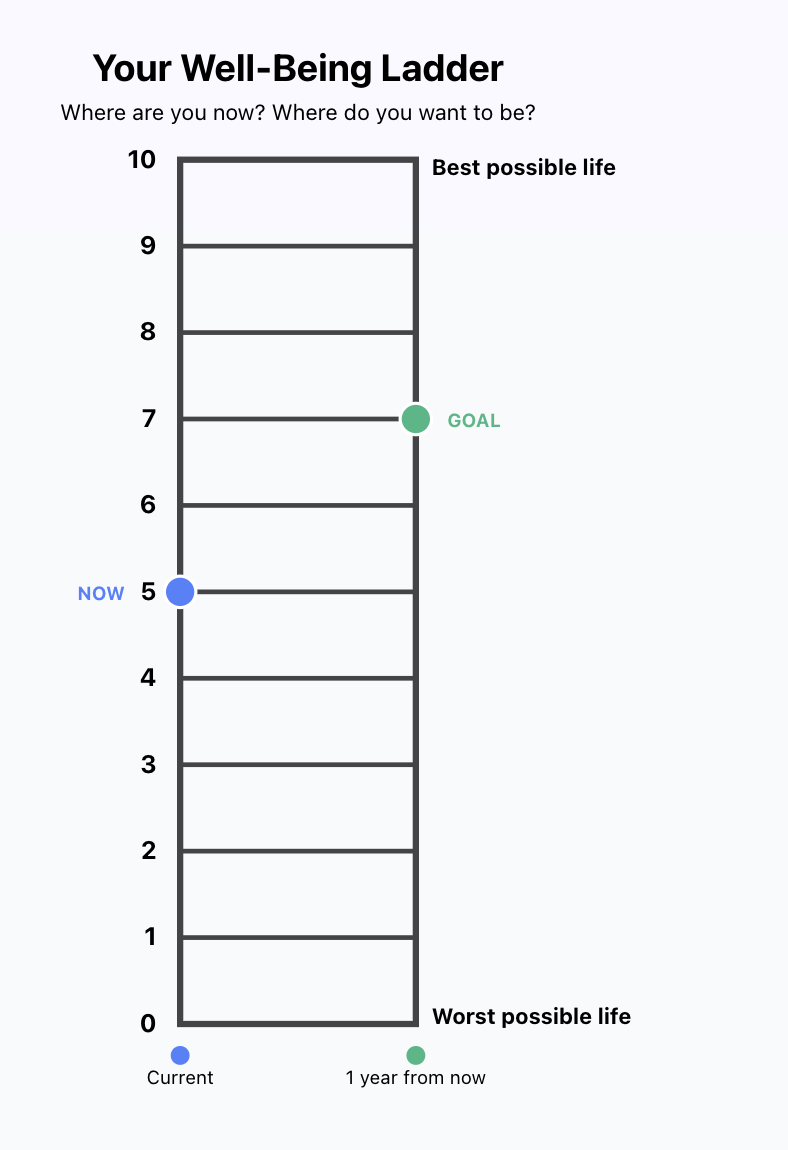 Your Well-Being Ladder
Where are you now? Where do you want to be?
10
Best possible life
9
8
7
GOAL
6
NOW
5
4
3
2
1
0
Worst possible life
Current
1 year from now